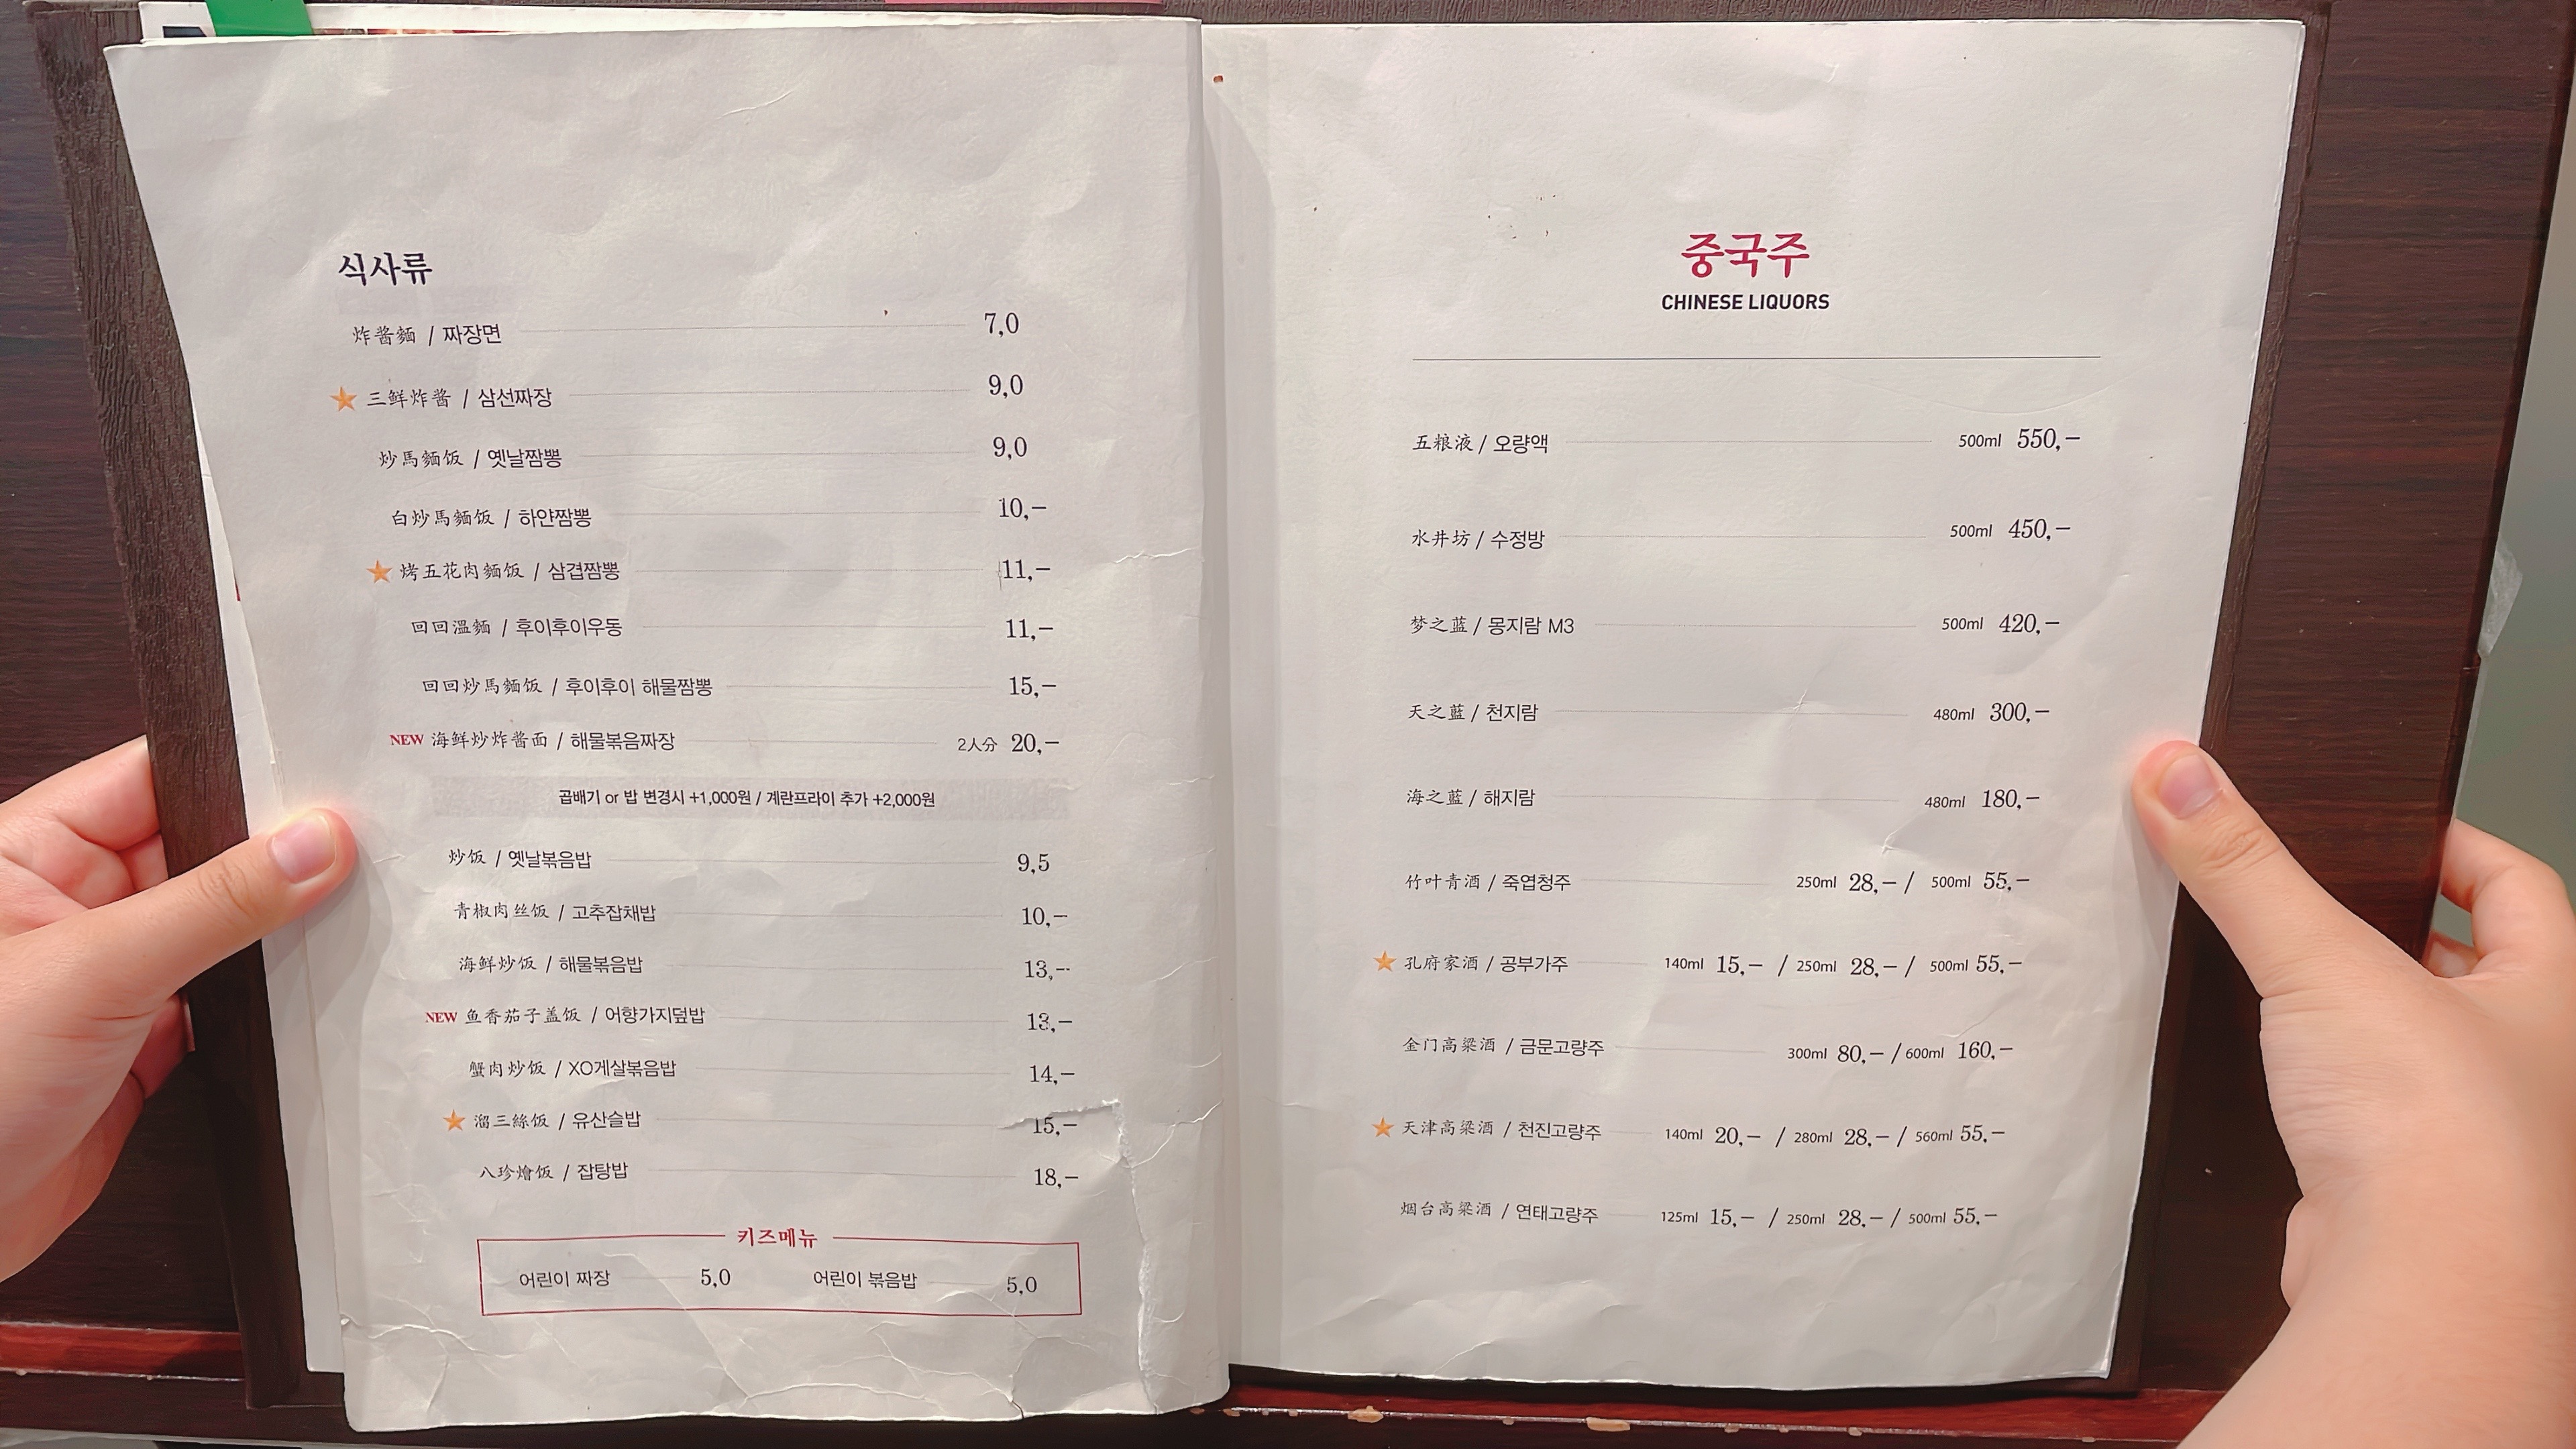 식사류
炸酱麵 / 짜장면 7,0
三鲜炸酱 / 삼선짜장 9,0
炒馬麵饭 / 옛날짬뽕 9,0
白炒馬麵饭 / 하얀짬뽕 10,-
烤五花肉麵饭 / 삼겹짬뽕 11,-
回回溫麵 / 후이후이우동 11,-
回回炒馬麵饭 / 후이후이 해물짬뽕 15,-
NEW 海鲜炒炸酱面 / 해물볶음짜장 2人分 20,-
곱배기 or 밥 변경시 +1,000원 / 계란프라이 추가 +2,000원
炒饭 / 옛날볶음밥 9,5
青椒肉丝饭 / 고추잡채밥 10,-
海鲜炒饭 / 해물볶음밥 13,-
NEW 鱼香茄子盖饭 / 어향가지덮밥 13,-
蟹肉炒饭 / XO게살볶음밥 14,-
溜三絲饭 / 유산슬밥 15,-
八珍燴饭 / 잡탕밥 18,-
키즈메뉴
어린이 짜장 5,0 어린이 볶음밥 5,0
중국주
CHINESE LIQUORS
五粮液 / 오량액 500ml 550,-
水井坊 / 수정방 500ml 450,-
梦之蓝 / 몽지람 M3 500ml 420,-
天之蓝 / 천지람 480ml 300,-
海之蓝 / 해지람 480ml 180,-
竹叶青酒 / 죽엽청주 250ml 28,- / 500ml 55,-
孔府家酒 / 공부가주 140ml 15,- / 250ml 28,- / 500ml 55,-
金门高粱酒 / 금문고량주 300ml 80,- / 600ml 160,-
天津高粱酒 / 천진고량주 140ml 20,- / 280ml 28,- / 560ml 55,-
烟台高粱酒 / 연태고량주 125ml 15,- / 250ml 28,- / 500ml 55,-